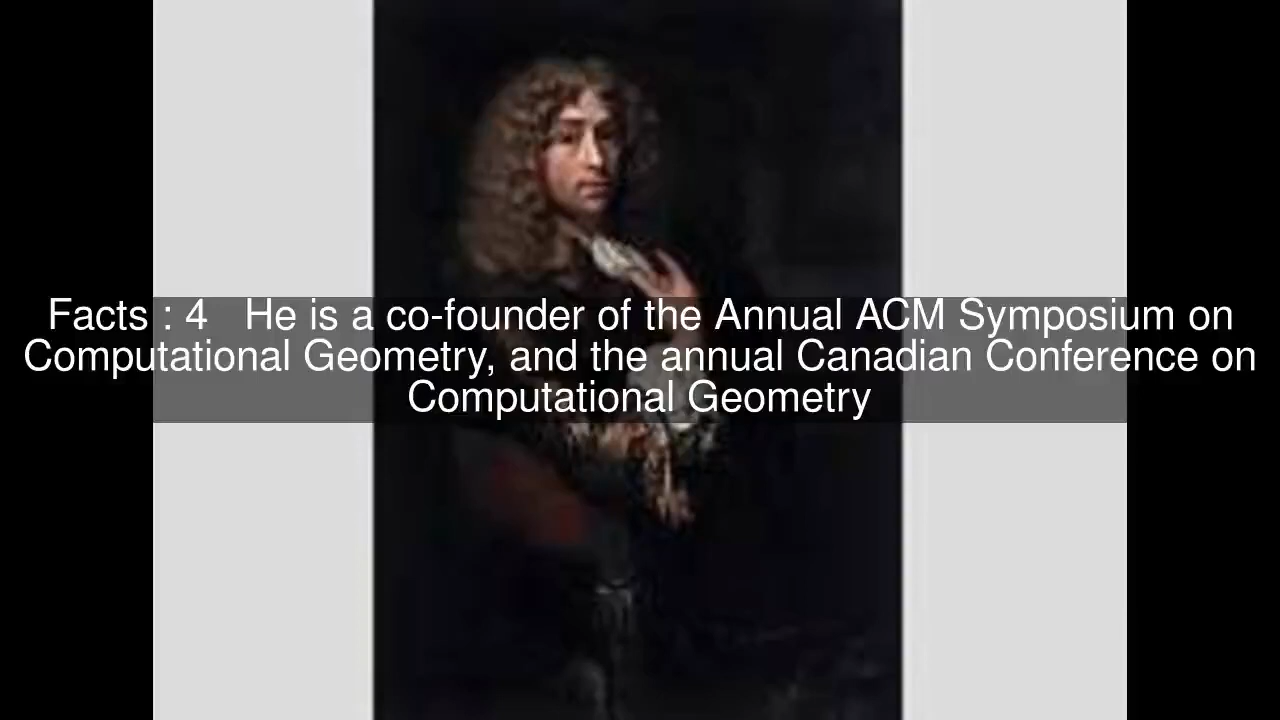 Facts : 4 He is a co-founder of the Annual ACM Symposium on
Computational Geometry, and the annual Canadian Conference on
Computational Geometry